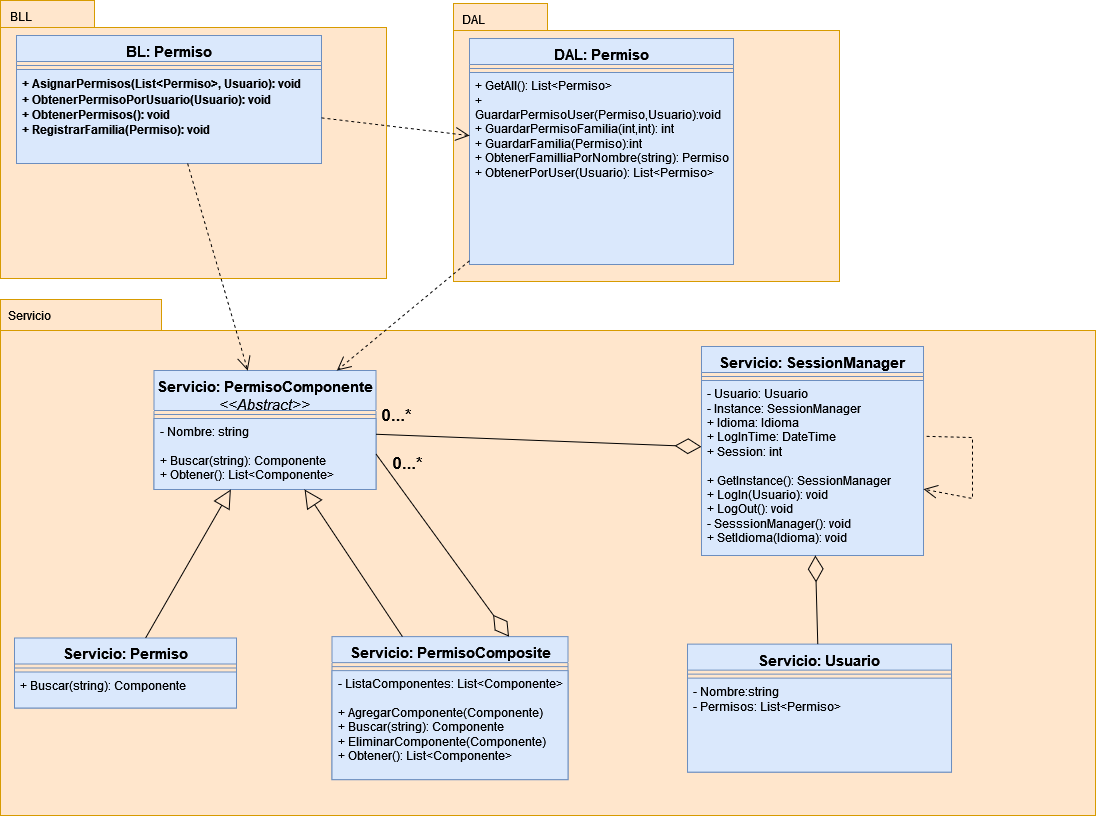 BLL
BL: Permiso
+ AsignarPermisos(List<Permiso>, Usuario): void
+ ObtenerPermisoPorUsuario(Usuario): void
+ ObtenerPermisos(): void
+ RegistrarFamilia(Permiso): void
DAL
DAL: Permiso
+ GetAll(): List<Permiso>
+
GuardarPermisoUser(Permiso,Usuario):void
+ GuardarPermisoFamilia(int,int): int
+ GuardarFamilia(Permiso):int
+ ObtenerFamilliaPorNombre(string): Permiso
+ ObtenerPorUser(Usuario): List<Permiso>
Servicio
Servicio: PermisoComponente
<<Abstract>>
- Nombre: string
+ Buscar(string): Componente
+ Obtener(): List<Componente>
0...*
0...*
Servicio: SessionManager
- Usuario: Usuario
- Instance: SessionManager
+ Idioma: Idioma
+ LogInTime: DateTime
+ Session: int
+ GetInstance(): SessionManager
+ LogIn(Usuario): void
+ LogOut(): void
- SesssionManager(): void
+ SetIdioma(Idioma): void
Servicio: Permiso
+ Buscar(string): Componente
Servicio: PermisoComposite
- ListaComponentes: List<Componente>
+ AgregarComponente(Componente)
+ Buscar(string): Componente
+ EliminarComponente(Componente)
+ Obtener(): List<Componente>
Servicio: Usuario
- Nombre:string
- Permisos: List<Permiso>